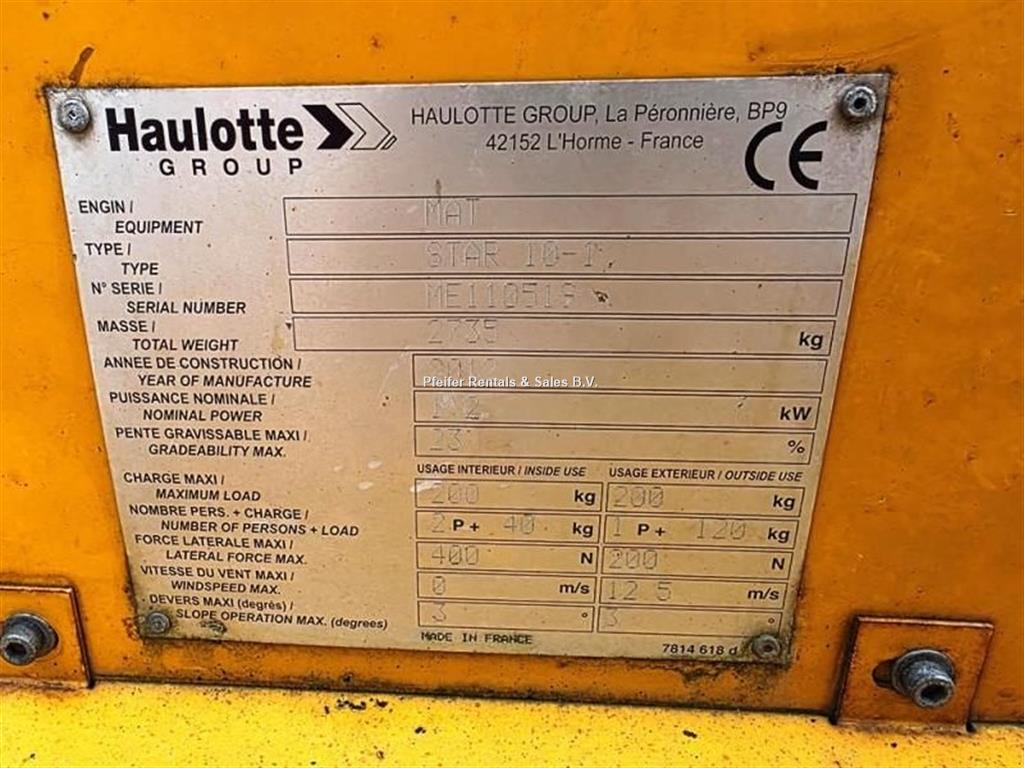 Haulotte
GROUP
HAULOTTE GROUP, La Péronnière, BP9
42152 L'Horme - France
CE
ENGIN /
EQUIPMENT
MAT
TYPE /
TYPE
STAR 10-1
N° SERIE /
SERIAL NUMBER
ME110519
MASSE /
TOTAL WEIGHT
2735 kg
ANNEE DE CONSTRUCTION /
YEAR OF MANUFACTURE
Pfeifer Rentals & Sales B.V.
PUISSANCE NOMINALE /
NOMINAL POWER
kW
PENTE GRAVISSABLE MAXI /
GRADEABILITY MAX.
23 %
USAGE INTERIEUR / INSIDE USE USAGE EXTERIEUR / OUTSIDE USE
CHARGE MAXI /
MAXIMUM LOAD
200 kg 200 kg
NOMBRE PERS. + CHARGE /
NUMBER OF PERSONS + LOAD
2 P + 40 kg 1 P + 120 kg
FORCE LATERALE MAXI /
LATERAL FORCE MAX.
400 N 200 N
VITESSE DU VENT MAXI /
WINDSPEED MAX.
0 m/s 12 5 m/s
DEVERS MAXI (degrès) /
SLOPE OPERATION MAX. (degrees)
3 ° 3 °
MADE IN FRANCE
7814 618 d